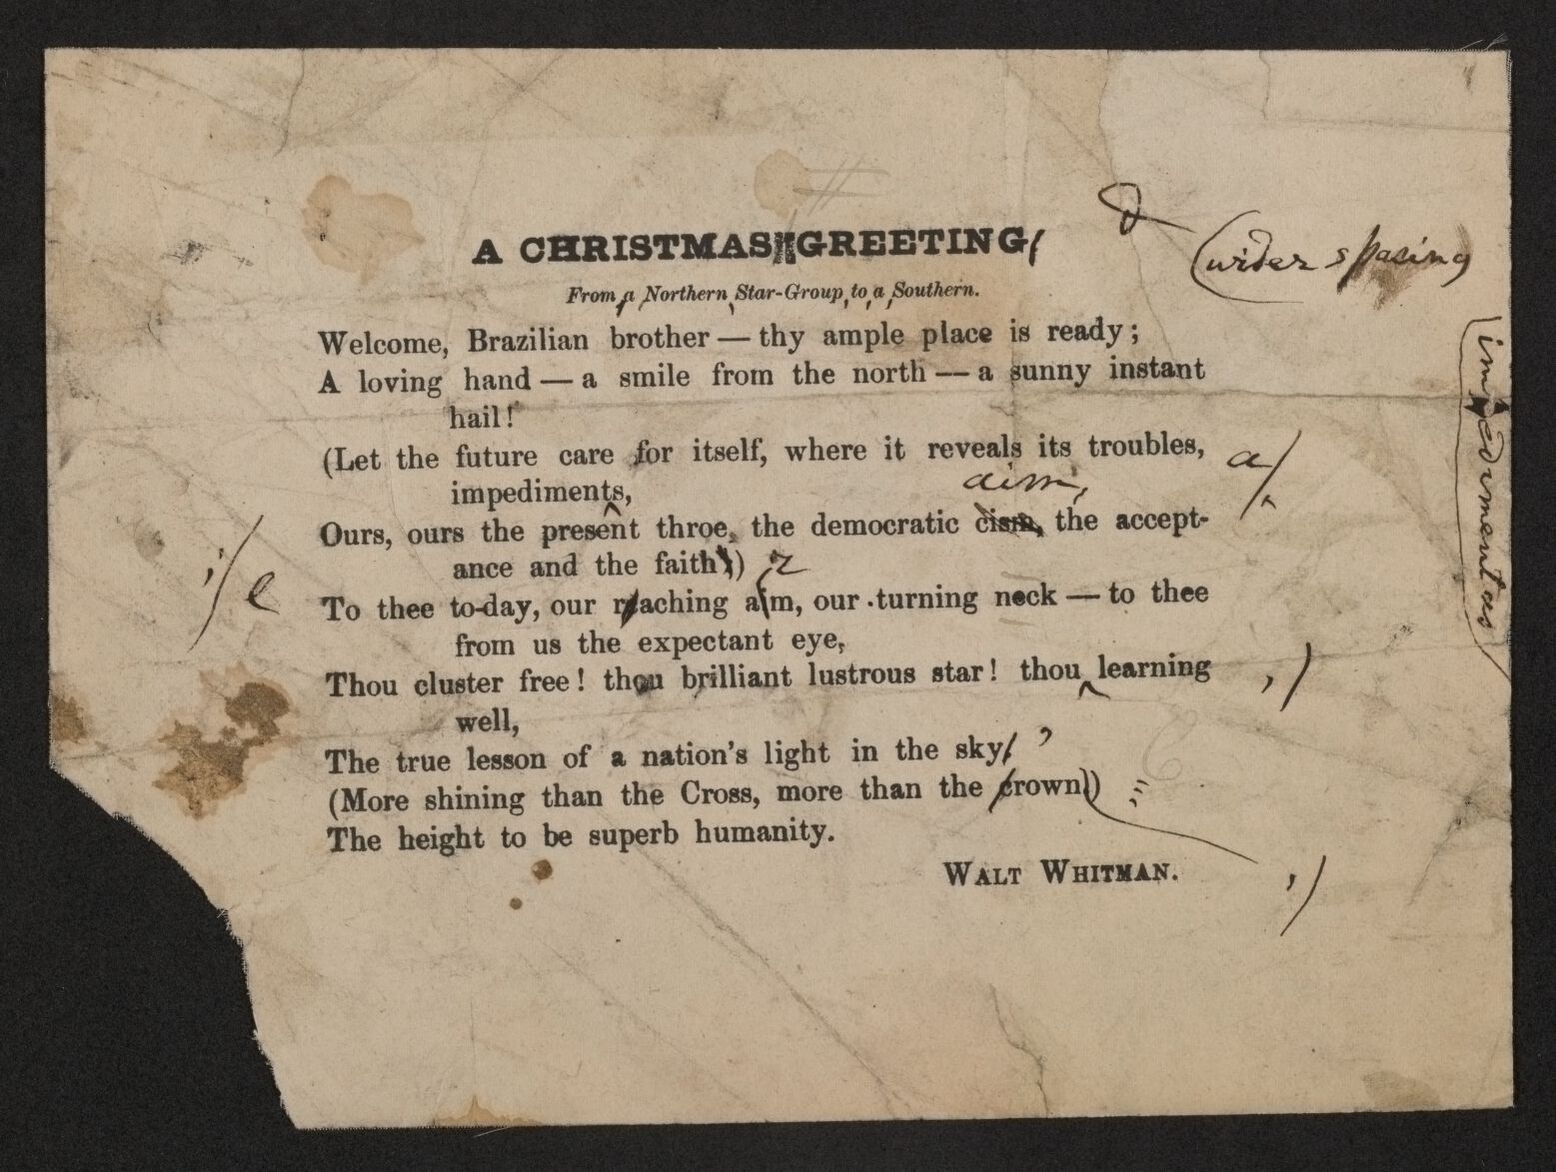 A CHRISTMAS GREETING
(wider spacing)
From a Northern Star-Group to a Southern.
Welcome, Brazilian brother — thy ample place is ready;
A loving hand — a smile from the north — a sunny instant
hail!
(Let the future care for itself, where it reveals its troubles,
a/
impediments,
aim,
Ours, ours the present throe, the democratic cism, the accept-
ance and the faith;)
e
To thee to-day, our reaching aim, our turning neck — to thee
from us the expectant eye,
Thou cluster free! thou brilliant lustrous star! thou learning
,/
well,
The true lesson of a nation's light in the sky,
(More shining than the Cross, more than the crown)
The height to be superb humanity.
WALT WHITMAN.
,/